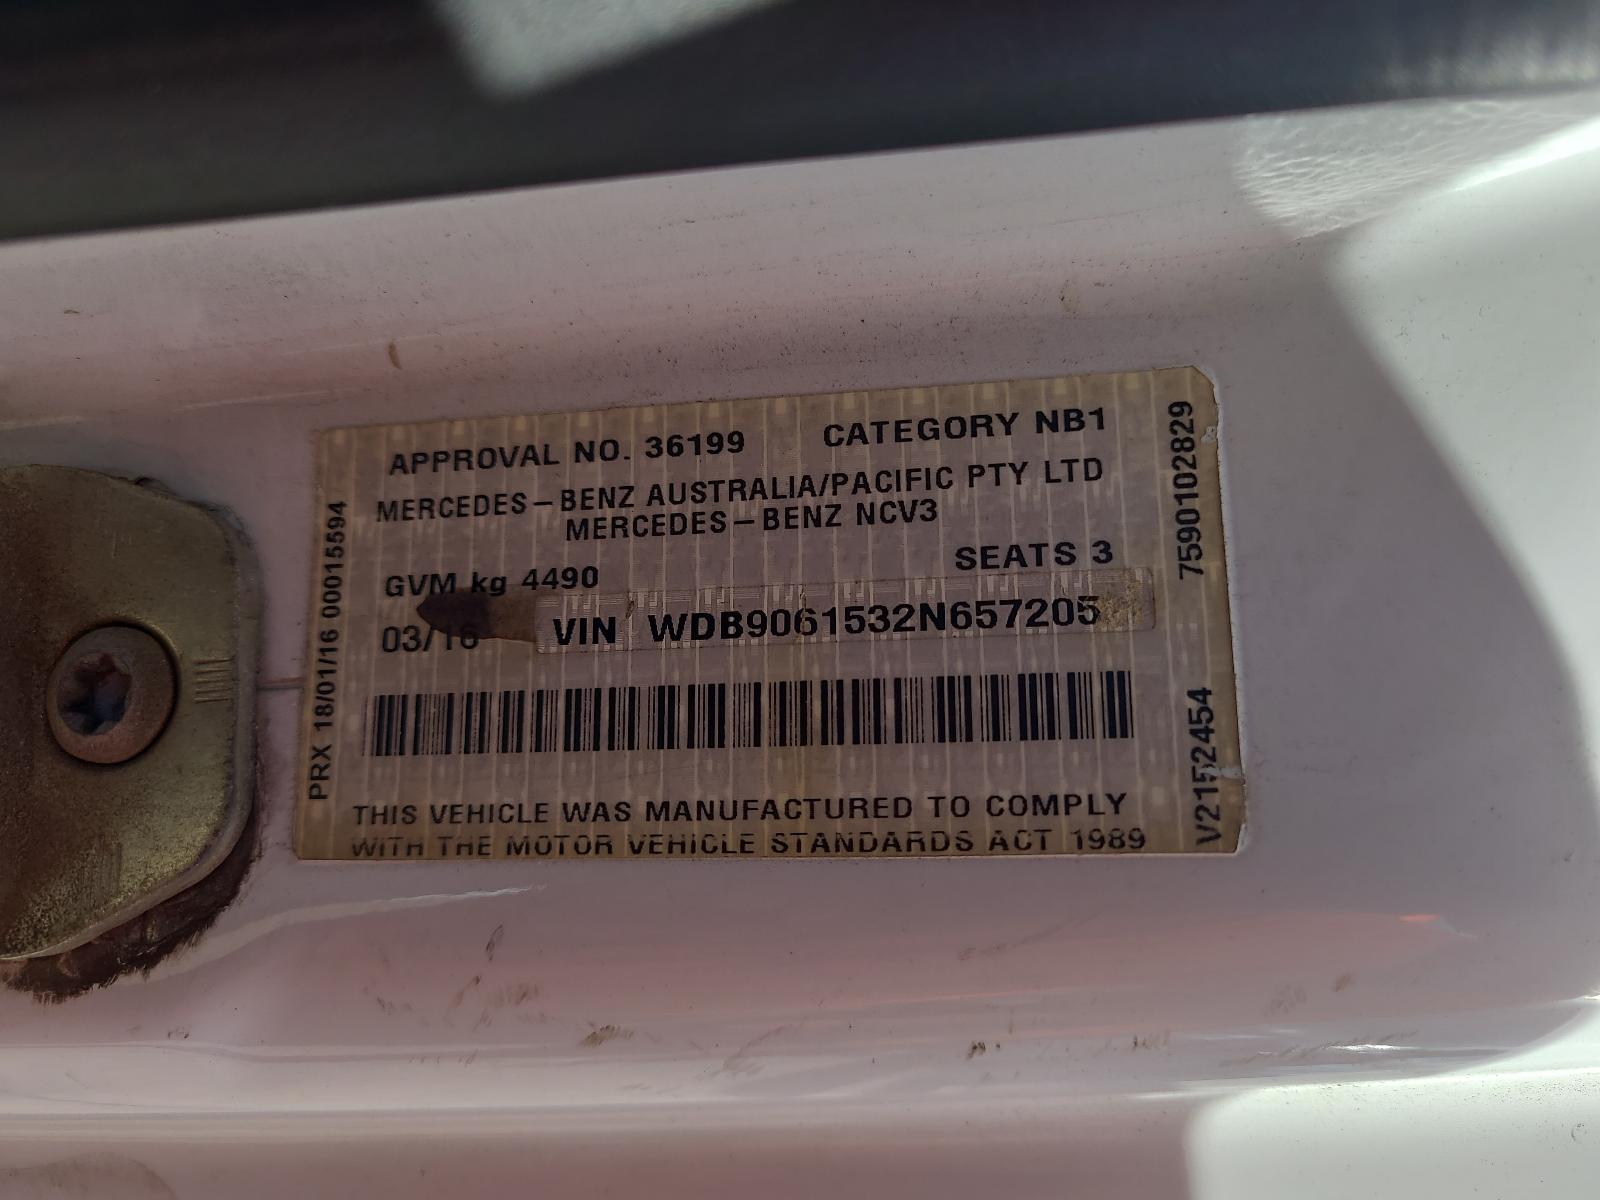 APPROVAL NO. 36199 CATEGORY NB1
MERCEDES-BENZ AUSTRALIA/PACIFIC PTY LTD
MERCEDES-BENZ NCV3
SEATS 3
GVM kg 4490
03/16 VIN WDB9061532N657205
THIS VEHICLE WAS MANUFACTURED TO COMPLY
WITH THE MOTOR VEHICLE STANDARDS ACT 1989
PRX 18/01/16 00015594
7590102829
V2152454